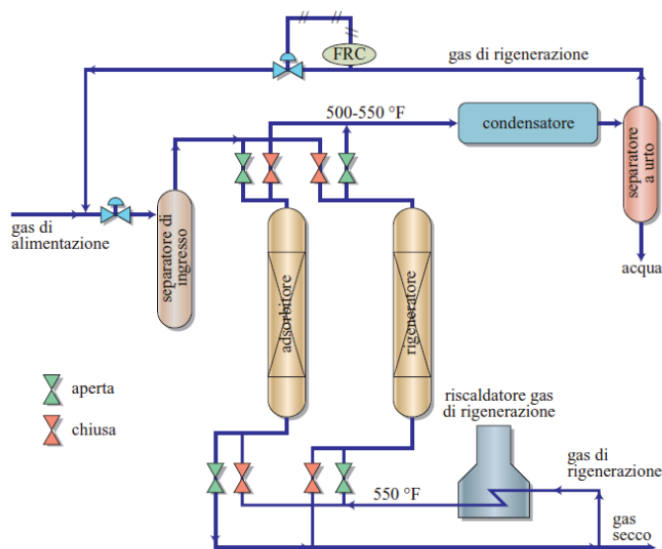 FRC
gas di rigenerazione
500-550 °F
condensatore
separatore
a urto
gas di
alimentazione
separatore di
ingresso
adsorbitore
rigeneratore
acqua
aperta
chiusa
riscaldatore gas
di rigenerazione
gas di
rigenerazione
550 °F
gas
secco